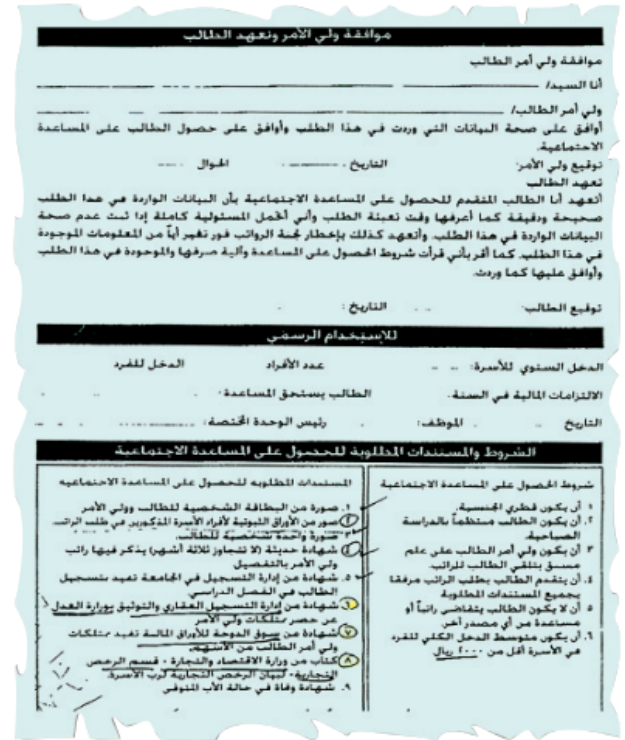 موافقة ولي الأمر وتعهد الطالب
موافقة ولي أمر الطالب
أنا السيد/
ولي أمر الطالب/
أوافق على صحة البيانات التي وردت في هذا الطلب وأوافق على حصول الطالب على المساعدة
الاجتماعية.
توقيع ولي الأمر: التاريخ: الجوال
تعهد الطالب
أتعهد أنا الطالب المتقدم للحصول على المساعدة الاجتماعية بأن البيانات الواردة في هذا الطلب
صحيحة ودقيقة كما أعرفها وقت تعبئة الطلب وأني أتحمل المسئولية كاملة إذا ثبت عدم صحة
البيانات الواردة في هذا الطلب. وأتعهد كذلك بإخطار لجنة الرواتب فور تغير أياً من المعلومات الموجودة
في هذا الطلب. كما أقر بأني قرأت شروط الحصول على المساعدة وآلية صرفها والموجودة في هذا الطلب
وأوافق عليها كما وردت.
توقيع الطالب: التاريخ :
للإستخدام الرسمي
الدخل السنوي للأسرة: عدد الأفراد الدخل للفرد
الالتزامات المالية في السنة: الطالب يستحق المساعدة:
التاريخ الموظف: رئيس الوحدة المختصة:
الشروط والمستندات المطلوبة للحصول على المساعدة الاجتماعية
شروط الحصول على المساعدة الاجتماعية
١. أن يكون قطري الجنسية.
٢. أن يكون الطالب منتظماً بالدراسة
الصباحية.
٣. أن يكون ولي أمر الطالب على علم
مسبق بتلقي الطالب للراتب.
٤. أن يتقدم الطالب بطلب الراتب مرفقا
بجميع المستندات المطلوبة
٥. أن لا يكون الطالب يتقاضى راتباً أو
مساعدة من أي مصدر آخر.
٦. أن يكون متوسط الدخل الكلي للفرد
في الأسرة أقل من ٢٠٠٠ ريال
المستندات المطلوبه للحصول على المساعدة الاجتماعيه
١. صورة من البطاقة الشخصية للطالب وولي الأمر
٢. صور من الأوراق الثبوتية لأفراد الأسرة المذكورين في طلب الراتب.
٣. صورة واحدة شخصية للطالب.
٤. شهادة حديثة (لا تتجاوز ثلاثة أشهر) يذكر فيها راتب
ولي الأمر بالتفصيل
٥. شهادة من إدارة التسجيل في الجامعة تفيد بتسجيل
الطالب في الفصل الدراسي.
٦. شهادة من إدارة التسجيل العقاري والتوثيق بوزارة العدل
عن حصر ممتلكات ولي الأمر
٧. شهادة من سوق الدوحة للأوراق المالية تفيد ممتلكات
ولي أمر الطالب من الأسهم.
٨. كتاب من وزارة الاقتصاد والتجارة - قسم الرخص
التجارية - لبيان الرخص التجارية لرب الأسرة.
٩. شهادة وفاة في حالة الأب المتوفى